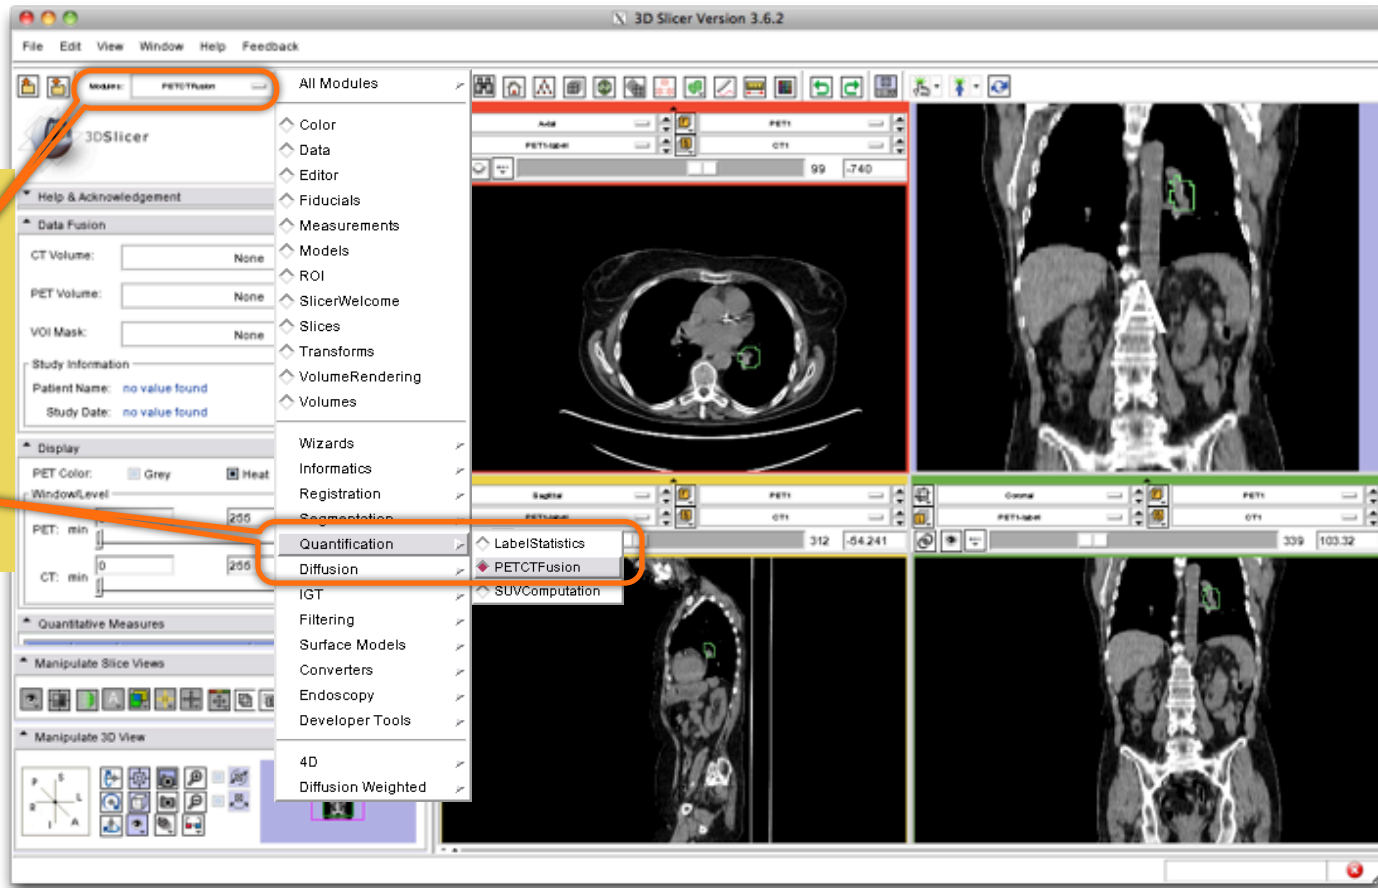 3D Slicer Version 3.6.2
File Edit View Window Help Feedback
Modules: PETCTFusion
3DSlicer
Help & Acknowledgement
Data Fusion
CT Volume: None
PET Volume: None
VOI Mask: None
Study Information
Patient Name: no value found
Study Date: no value found
Display
PET Color: Grey Heat
Window/Level
PET: min 255
CT: min 0 255
Quantitative Measures
Manipulate Slice Views
Manipulate 3D View
P S
R L
I A
All Modules
Color
Data
Editor
Fiducials
Measurements
Models
ROI
SlicerWelcome
Slices
Transforms
VolumeRendering
Volumes
Wizards
Informatics
Registration
Segmentation
Quantification
Diffusion
IGT
Filtering
Surface Models
Converters
Endoscopy
Developer Tools
4D
Diffusion Weighted
LabelStatistics
PETCTFusion
SUVComputation
Axial PET1
PET1-label CT1
99 -740
A
Sagittal PET1
PET1-label CT1
312 -54.241
Coronal PET1
PET1-label CT1
339 103.32